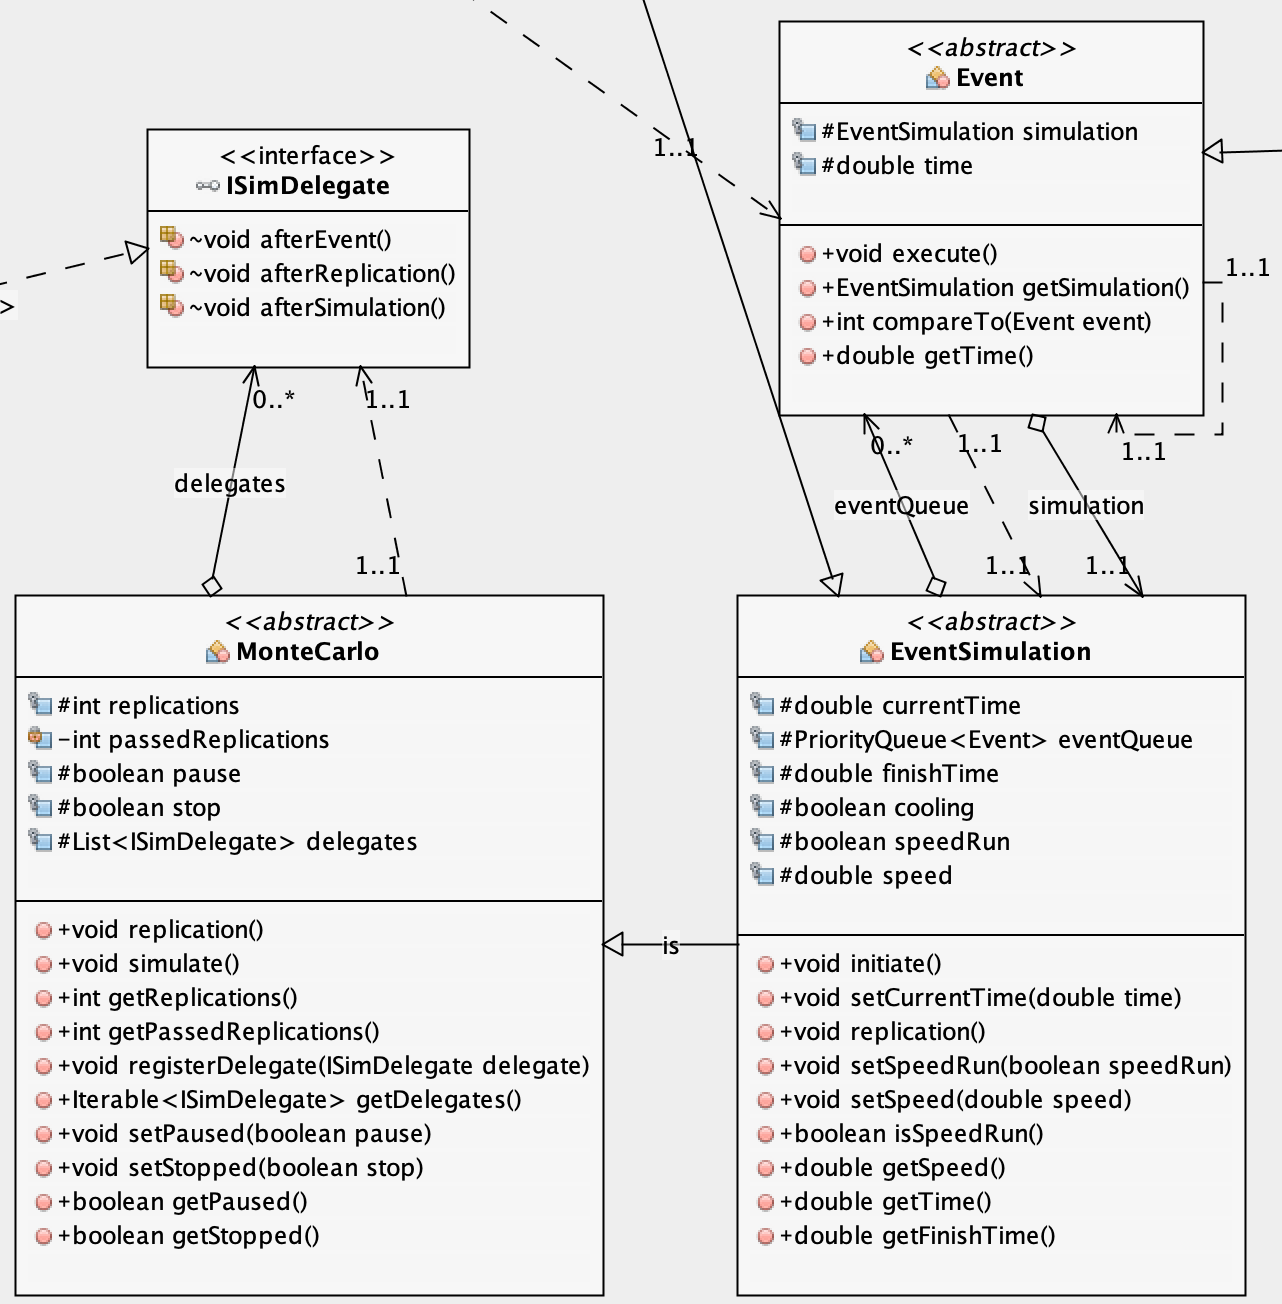 <<abstract>>
Event
#EventSimulation simulation
#double time
+void execute()
+EventSimulation getSimulation()
+int compareTo(Event event)
+double getTime()
1..1
<<interface>>
ISimDelegate
~void afterEvent()
~void afterReplication()
~void afterSimulation()
>
1..1
1..1
0..*
1..1
delegates
1..1
0..*
1..1
eventQueue
simulation
1..1
1..1
<<abstract>>
MonteCarlo
#int replications
-int passedReplications
#boolean pause
#boolean stop
#List<ISimDelegate> delegates
+void replication()
+void simulate()
+int getReplications()
+int getPassedReplications()
+void registerDelegate(ISimDelegate delegate)
+Iterable<ISimDelegate> getDelegates()
+void setPaused(boolean pause)
+void setStopped(boolean stop)
+boolean getPaused()
+boolean getStopped()
is
<<abstract>>
EventSimulation
#double currentTime
#PriorityQueue<Event> eventQueue
#double finishTime
#boolean cooling
#boolean speedRun
#double speed
+void initiate()
+void setCurrentTime(double time)
+void replication()
+void setSpeedRun(boolean speedRun)
+void setSpeed(double speed)
+boolean isSpeedRun()
+double getSpeed()
+double getTime()
+double getFinishTime()